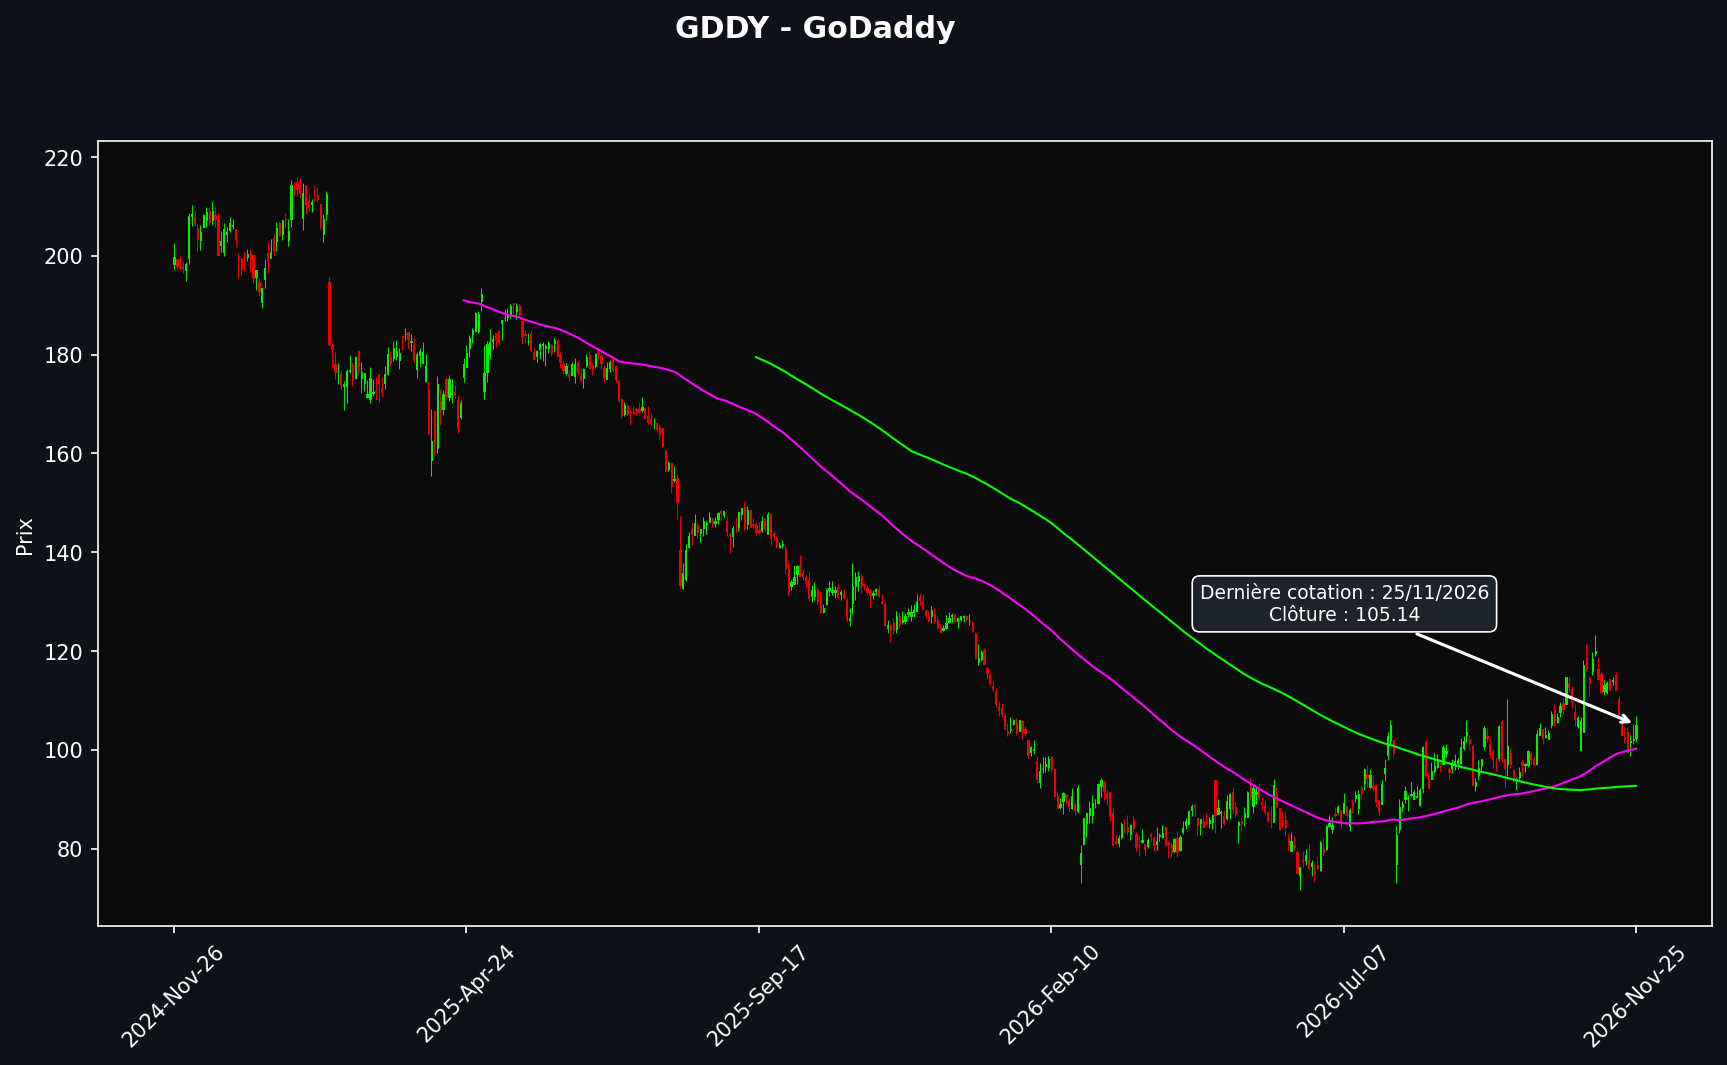 GDDY - GoDaddy
220
200
180
160
140
120
100
80
Prix
Dernière cotation : 25/11/2026
Clôture : 105.14
2024-Nov-26
2025-Apr-24
2025-Sep-17
2026-Feb-10
2026-Jul-07
2026-Nov-25